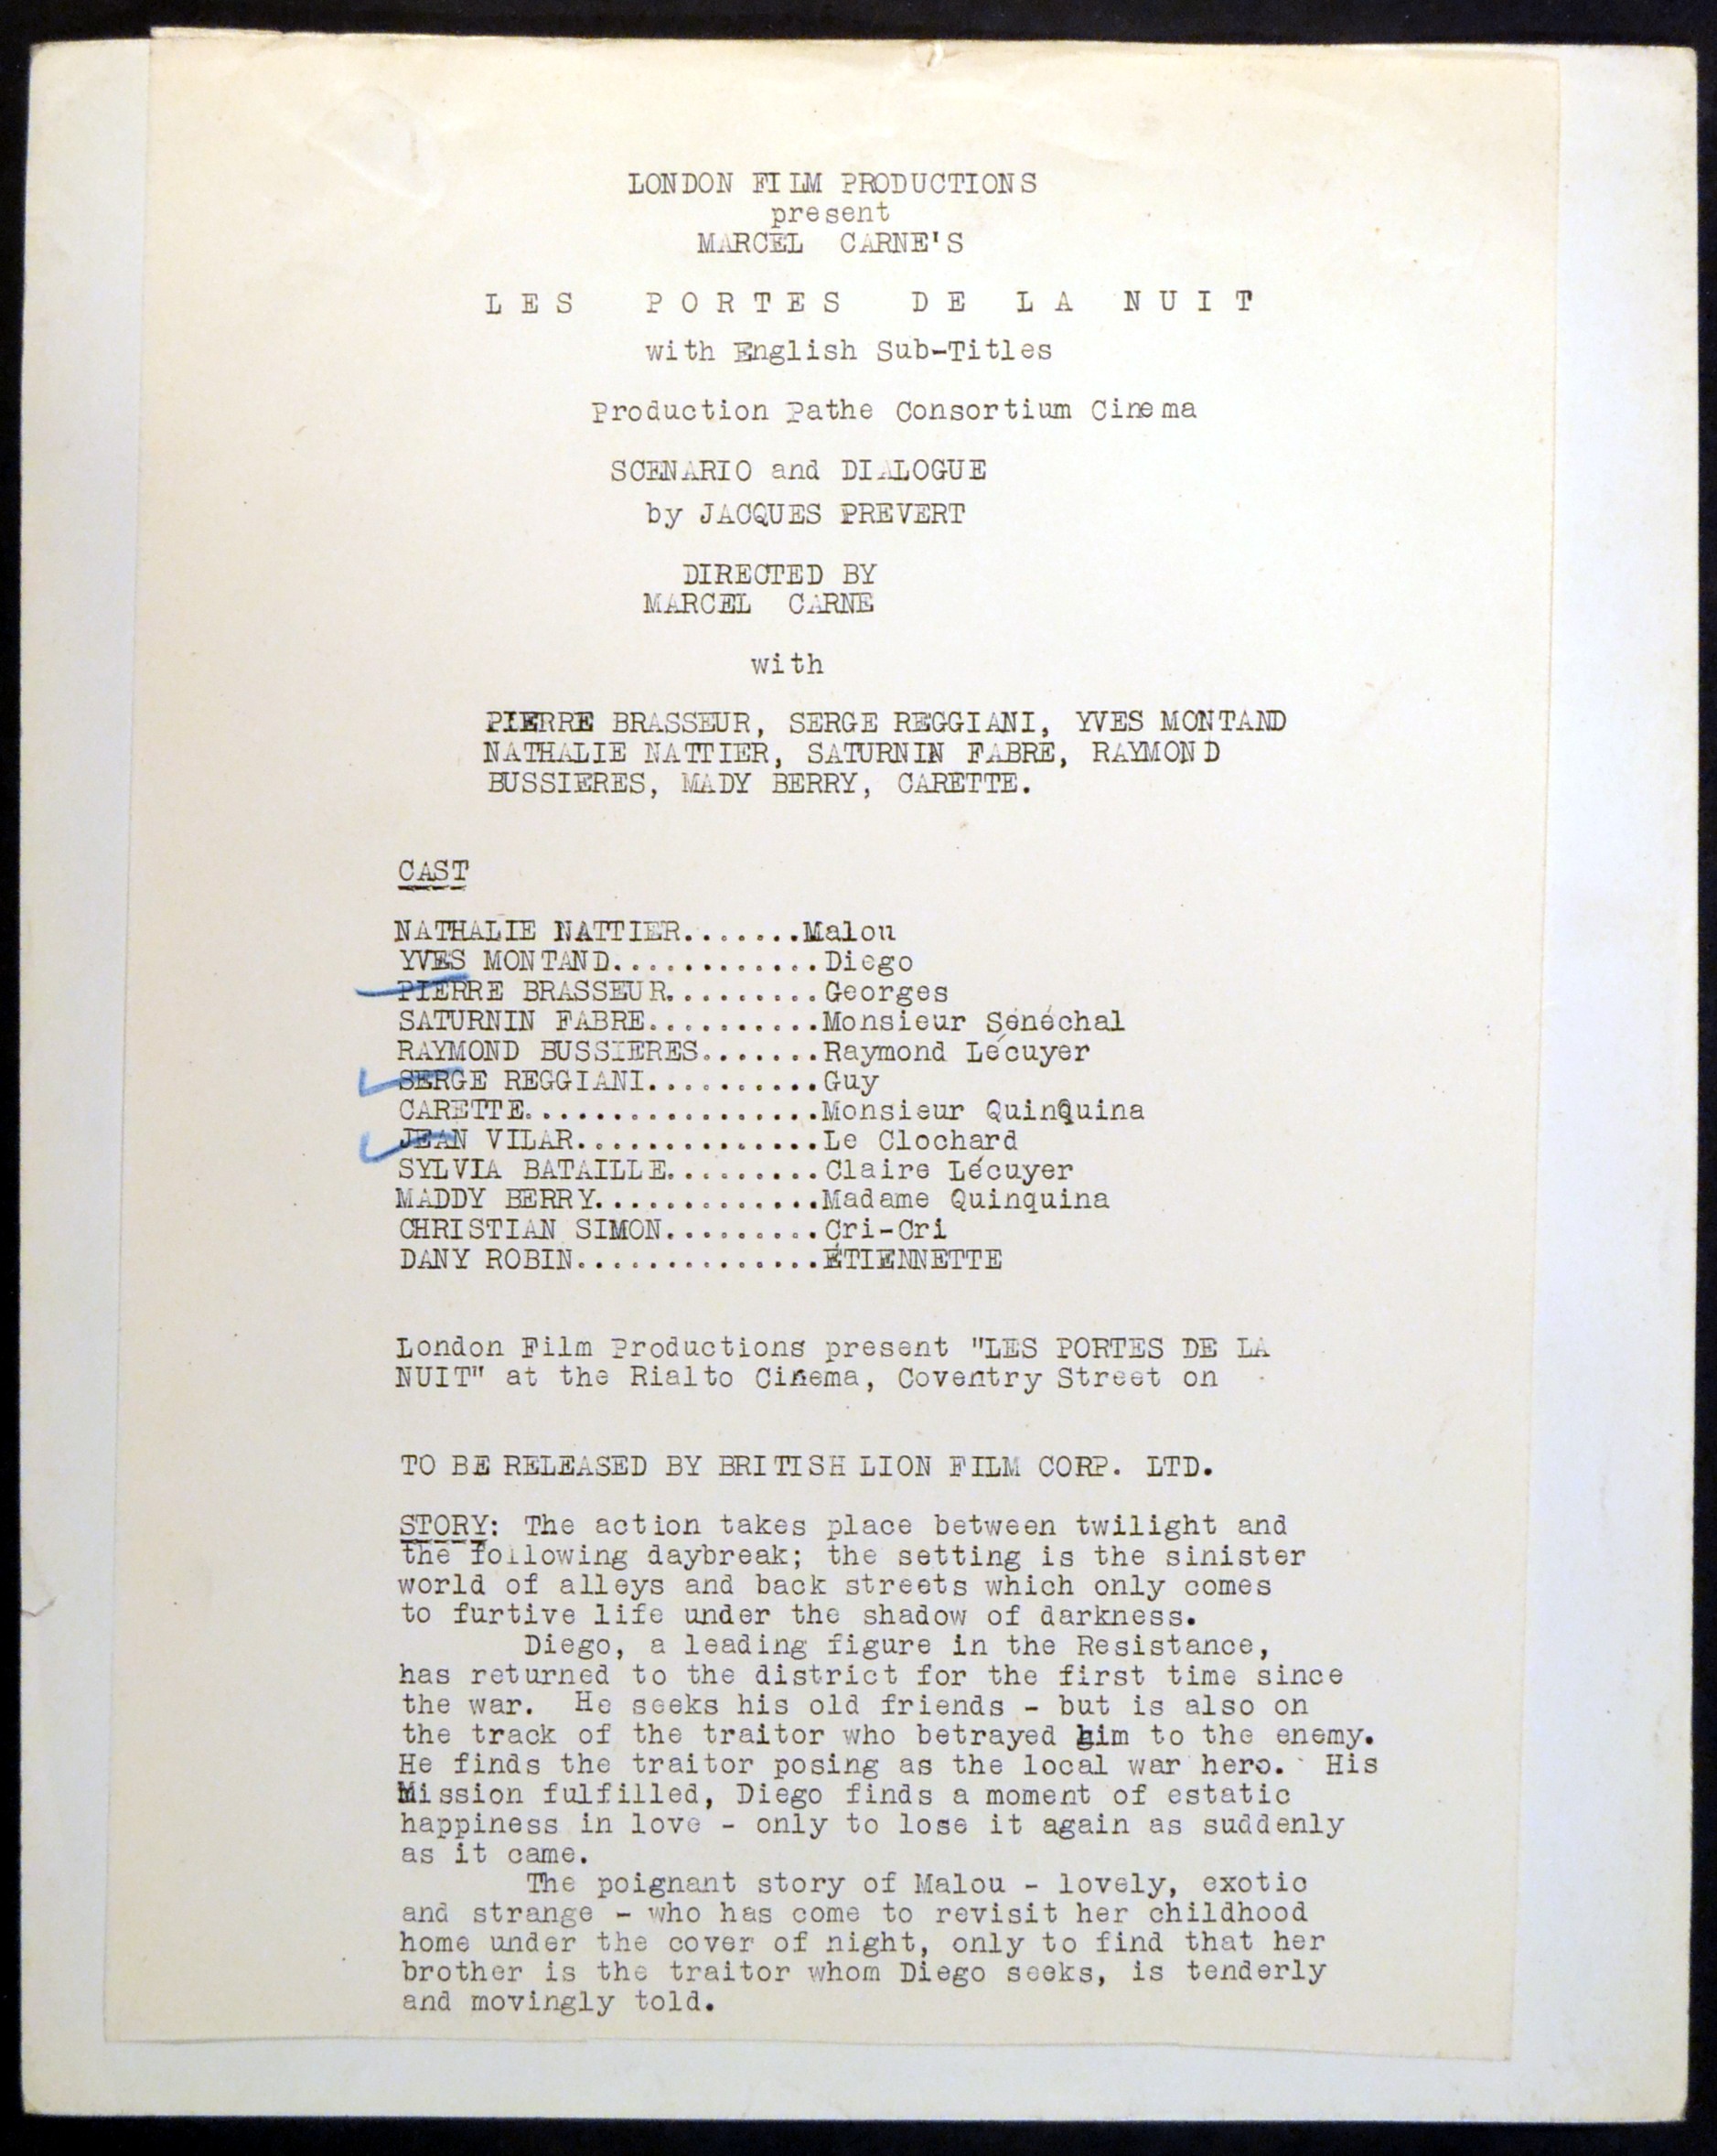 LONDON FILM PRODUCTIONS
present
MARCEL CARNE'S
LES PORTES DE LA NUIT
with English Sub-Titles
Production Pathe Consortium Cinema
SCENARIO and DIALOGUE
by JACQUES PREVERT
DIRECTED BY
MARCEL CARNE
with
PIERRE BRASSEUR, SERGE REGGIANI, YVES MONTAND
NATHALIE NATTIER, SATURNIN FABRE, RAYMOND
BUSSIERES, MADY BERRY, CARETTE.
CAST
NATHALIE NATTIER.......Malou
YVES MONTAND............Diego
PIERRE BRASSEUR.........Georges
SATURNIN FABRE..........Monsieur Sénéchal
RAYMOND BUSSIERES.......Raymond Lécuyer
SERGE REGGIANI..........Guy
CARETTE.................Monsieur QuinQuina
JEAN VILAR..............Le Clochard
SYLVIA BATAILLE.........Claire Lécuyer
MADDY BERRY.............Madame Quinquina
CHRISTIAN SIMON.........Cri-Cri
DANY ROBIN..............ÉTIENNETTE
London Film Productions present "LES PORTES DE LA
NUIT" at the Rialto Cinema, Coventry Street on
TO BE RELEASED BY BRITISH LION FILM CORP. LTD.
STORY: The action takes place between twilight and
the following daybreak; the setting is the sinister
world of alleys and back streets which only comes
to furtive life under the shadow of darkness.
Diego, a leading figure in the Resistance,
has returned to the district for the first time since
the war. He seeks his old friends - but is also on
the track of the traitor who betrayed him to the enemy.
He finds the traitor posing as the local war hero. His
Mission fulfilled, Diego finds a moment of estatic
happiness in love - only to lose it again as suddenly
as it came.
The poignant story of Malou - lovely, exotic
and strange - who has come to revisit her childhood
home under the cover of night, only to find that her
brother is the traitor whom Diego seeks, is tenderly
and movingly told.